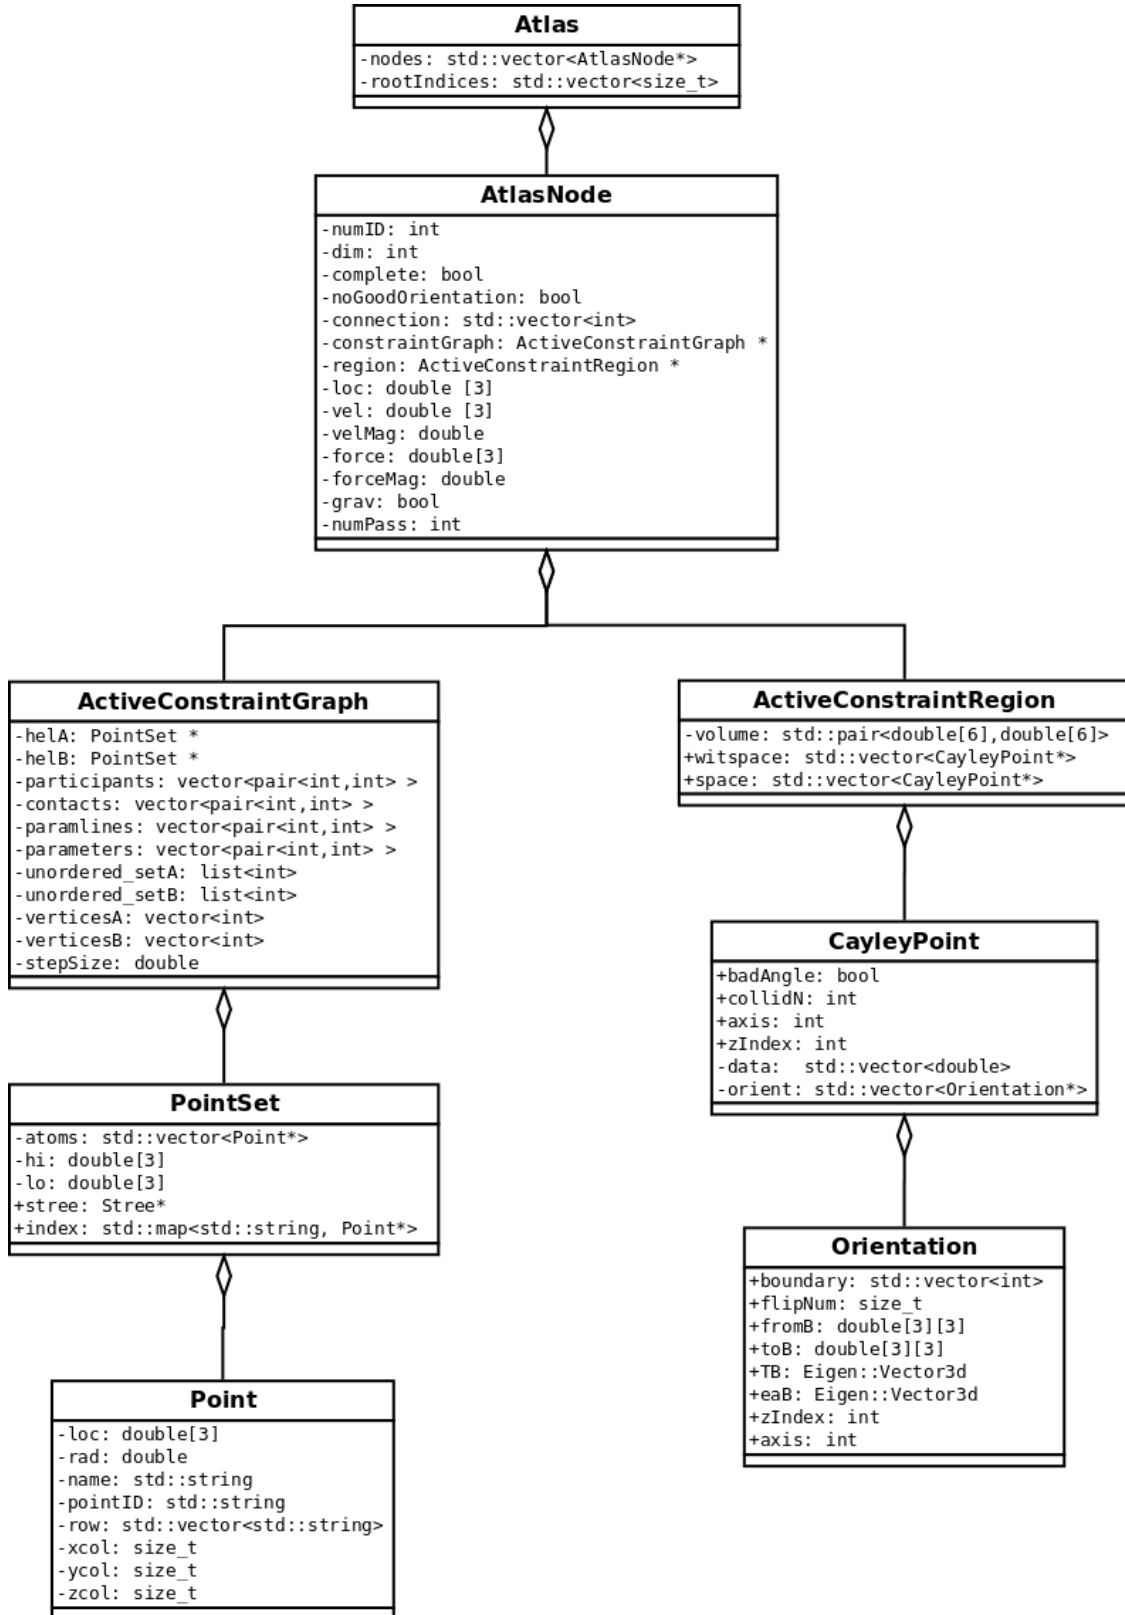 Atlas
-nodes: std::vector<AtlasNode*>
-rootIndices: std::vector<size_t>
AtlasNode
-numID: int
-dim: int
-complete: bool
-noGoodOrientation: bool
-connection: std::vector<int>
-constraintGraph: ActiveConstraintGraph *
-region: ActiveConstraintRegion *
-loc: double [3]
-vel: double [3]
-velMag: double
-force: double[3]
-forceMag: double
-grav: bool
-numPass: int
ActiveConstraintGraph
-helA: PointSet *
-helB: PointSet *
-participants: vector<pair<int,int> >
-contacts: vector<pair<int,int> >
-paramlines: vector<pair<int,int> >
-parameters: vector<pair<int,int> >
-unordered_setA: list<int>
-unordered_setB: list<int>
-verticesA: vector<int>
-verticesB: vector<int>
-stepSize: double
ActiveConstraintRegion
-volume: std::pair<double[6],double[6]>
+witspace: std::vector<CayleyPoint*>
+space: std::vector<CayleyPoint*>
CayleyPoint
+badAngle: bool
+collidN: int
+axis: int
+zIndex: int
-data:  std::vector<double>
-orient: std::vector<Orientation*>
PointSet
-atoms: std::vector<Point*>
-hi: double[3]
-lo: double[3]
+stree: Stree*
+index: std::map<std::string, Point*>
Orientation
+boundary: std::vector<int>
+flipNum: size_t
+fromB: double[3][3]
+toB: double[3][3]
+TB: Eigen::Vector3d
+eaB: Eigen::Vector3d
+zIndex: int
+axis: int
Point
-loc: double[3]
-rad: double
-name: std::string
-pointID: std::string
-row: std::vector<std::string>
-xcol: size_t
-ycol: size_t
-zcol: size_t